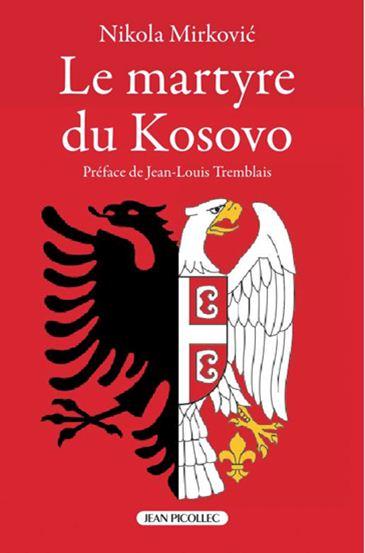 Nikola Mirković
Le martyre
du Kosovo
Préface de Jean-Louis Tremblais
JEAN PICOLLEC